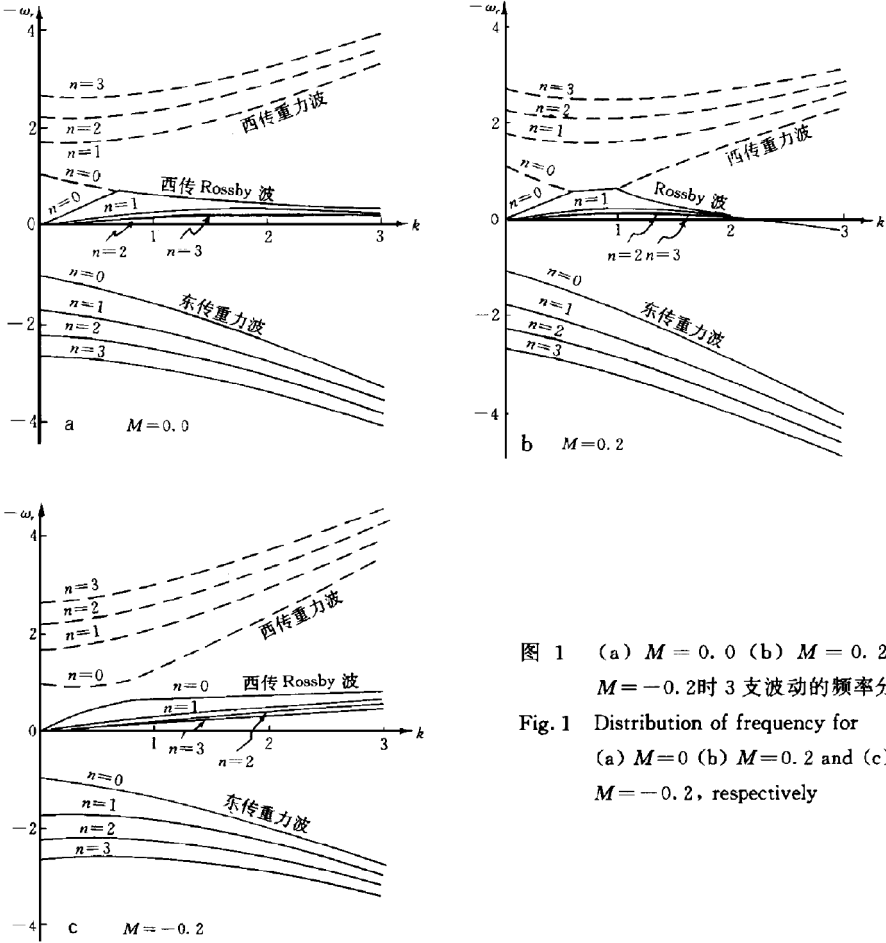 −ωr
4
n=3
2
n=2
西传重力波
n=1
n=0
西传 Rossby 波
n=0
n=1
0
1
2
3
k
n=2
n=3
n=0
东传重力波
n=1
−2
n=2
n=3
−4
a
M=0.0
−ωr
4
n=3
n=2
2
n=1
西传重力波
n=0
Rossby 波
n=0
n=1
0
1
2
3
k
n=2
n=3
n=0
东传重力波
n=1
−2
n=2
n=3
−4
b
M=0.2
−ωr
4
n=3
n=2
2
n=1
西传重力波
n=0
n=0
西传 Rossby 波
n=1
0
1
2
3
k
n=3
n=2
n=0
东传重力波
n=1
−2
n=2
n=3
−4
c
M=−0.2
图 1 (a) M = 0.0 (b) M = 0.2
M=−0.2时 3 支波动的频率分
Fig. 1 Distribution of frequency for
(a) M=0 (b) M=0.2 and (c)
M=−0.2, respectively